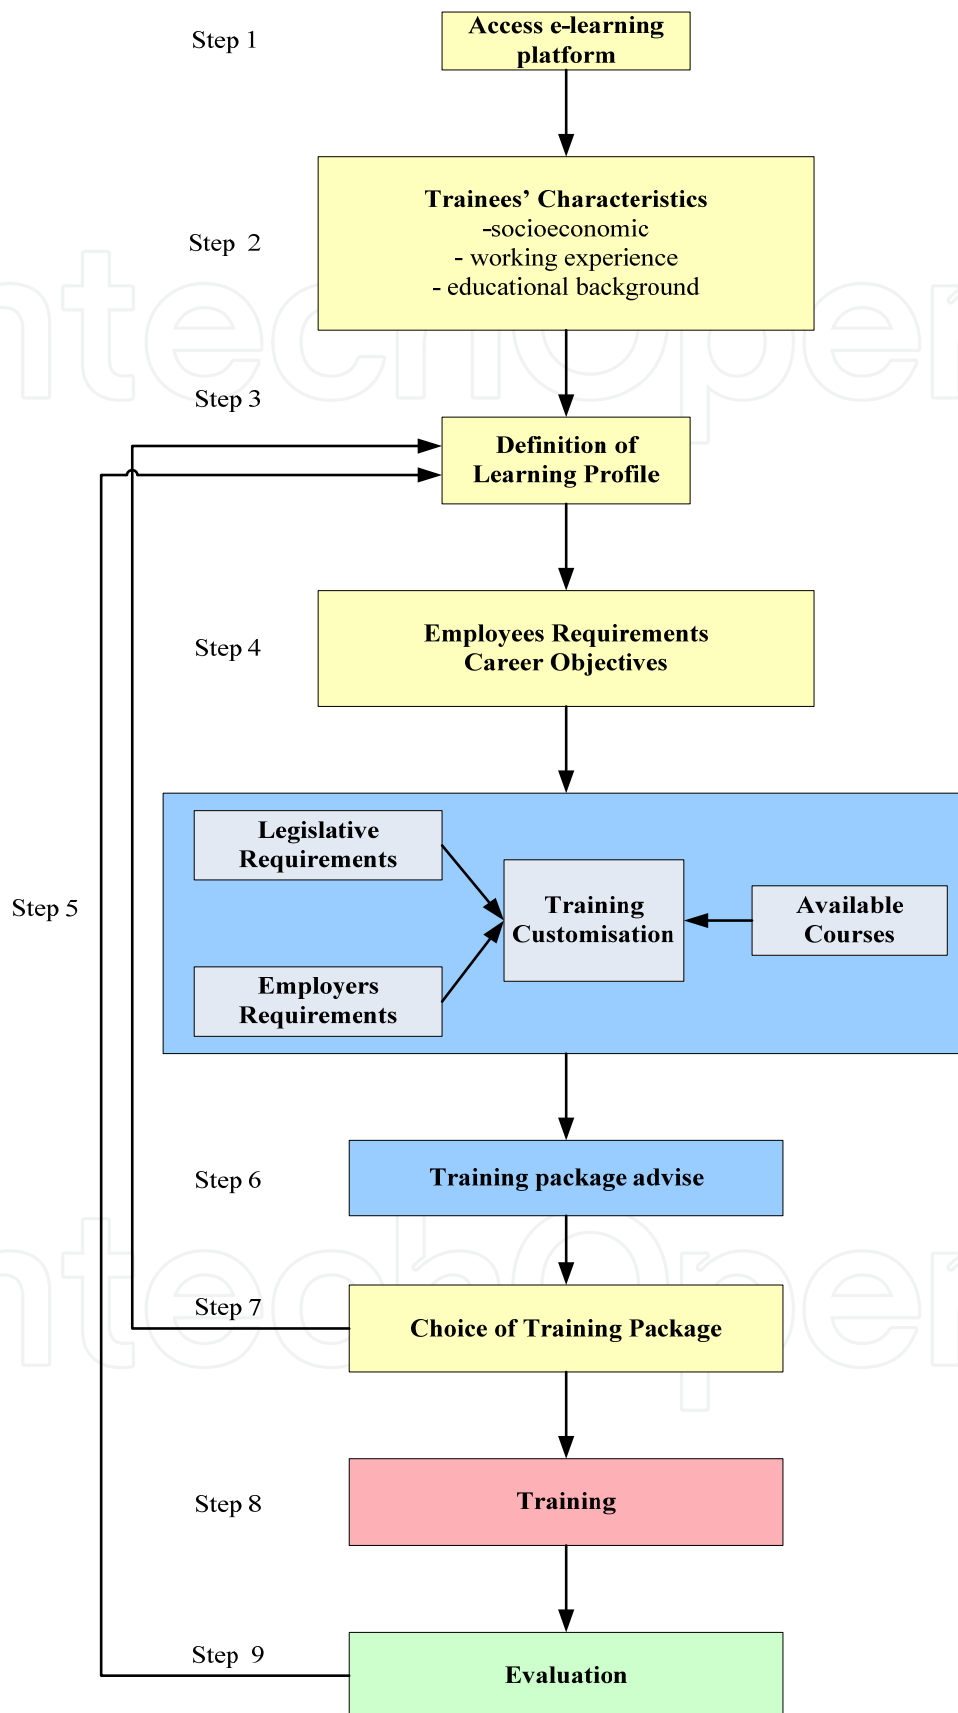 Step 1
Access e-learning
platform
Step 2
Trainees' Characteristics
-socioeconomic
- working experience
- educational background
Step 3
Definition of
Learning Profile
Step 4
Employees Requirements
Career Objectives
Step 5
Legislative
Requirements
Employers
Requirements
Training
Customisation
Available
Courses
Step 6
Training package advise
Step 7
Choice of Training Package
Step 8
Training
Step 9
Evaluation
ntechOpen
ntechOpen